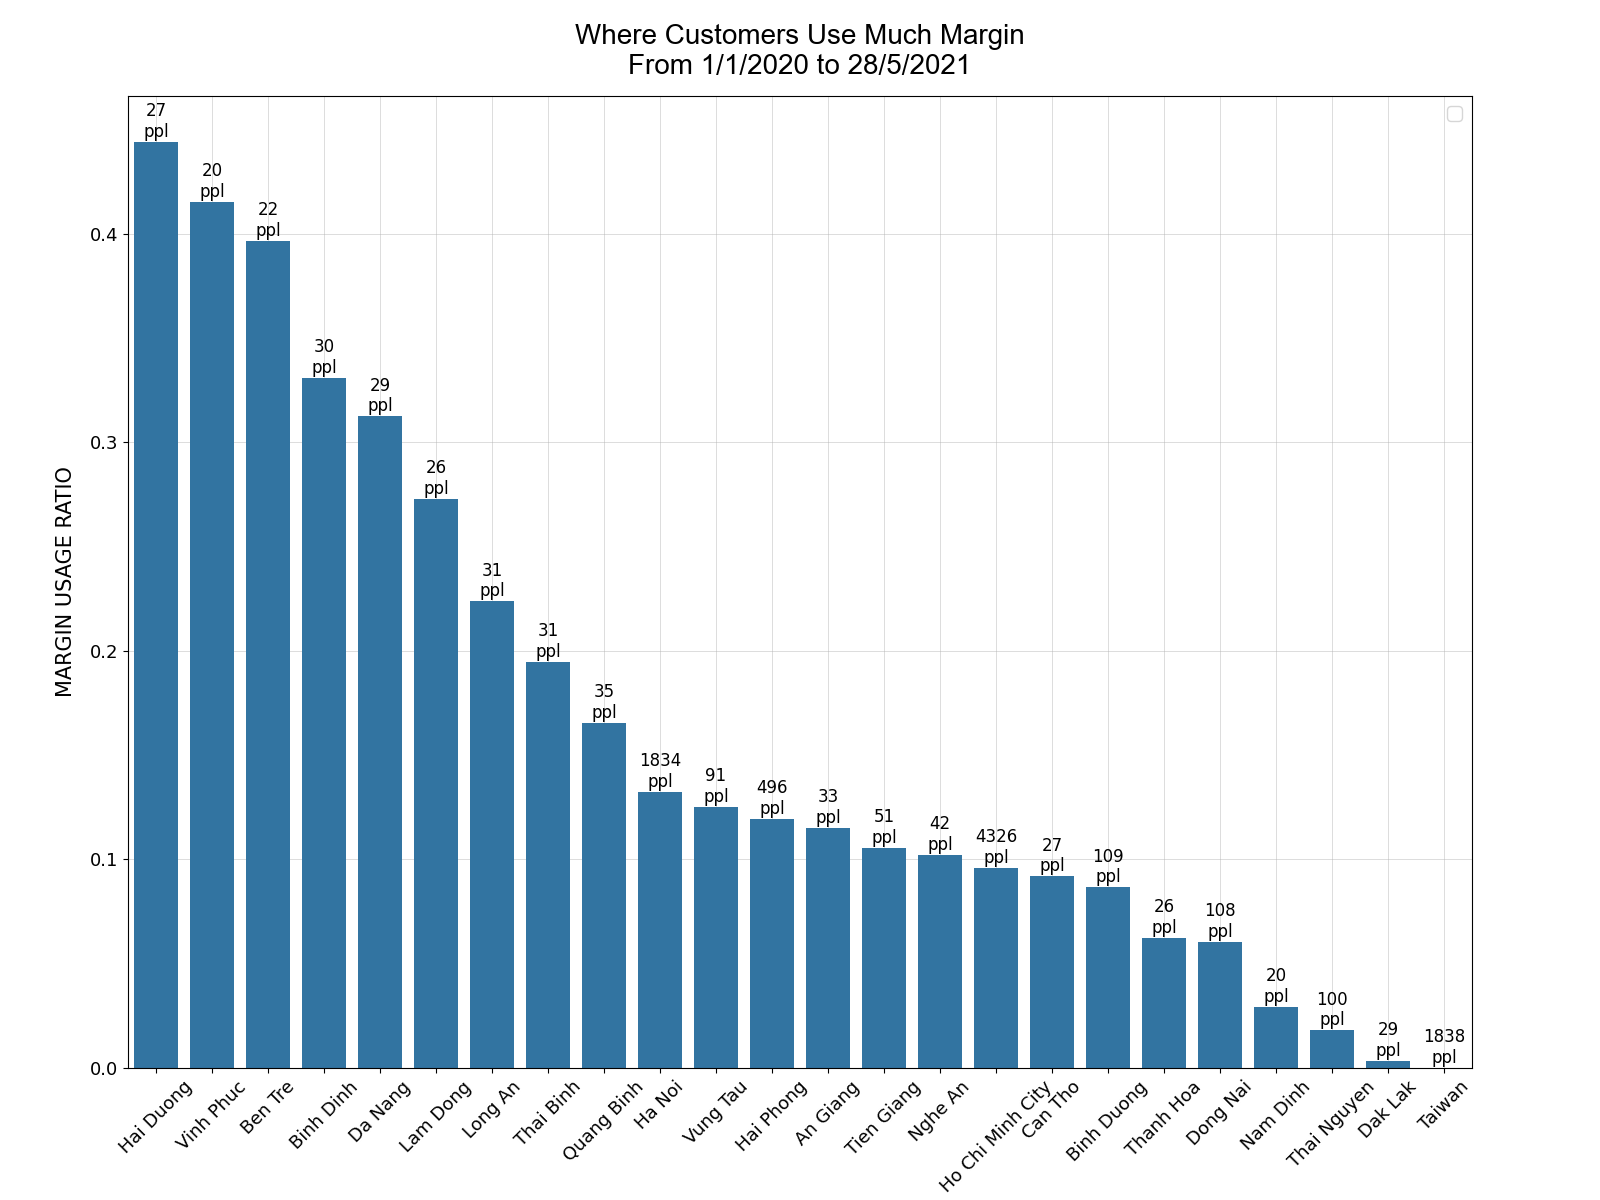 Where Customers Use Much Margin
From 1/1/2020 to 28/5/2021
MARGIN USAGE RATIO
0.4
0.3
0.2
0.1
0.0
27
ppl
20
ppl
22
ppl
30
ppl
29
ppl
26
ppl
31
ppl
31
ppl
35
ppl
1834
ppl
91
ppl
496
ppl
33
ppl
51
ppl
42
ppl
4326
ppl
27
ppl
109
ppl
26
ppl
108
ppl
20
ppl
100
ppl
29
ppl
1838
ppl
Hai Duong
Vinh Phuc
Ben Tre
Binh Dinh
Da Nang
Lam Dong
Long An
Thai Binh
Quang Binh
Ha Noi
Vung Tau
Hai Phong
An Giang
Tien Giang
Nghe An
Ho Chi Minh City
Can Tho
Binh Duong
Thanh Hoa
Dong Nai
Nam Dinh
Thai Nguyen
Dak Lak
Taiwan